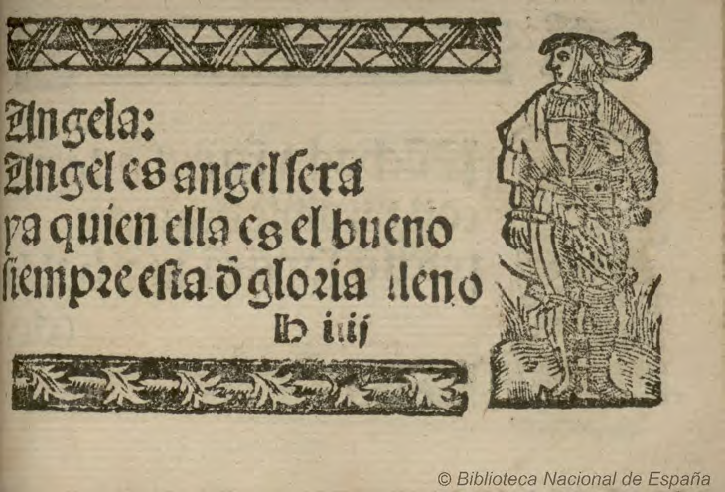 Angela:
Angel es angel sera
ya quien ella es el bueno
siempre esta ď gloria lleno
h iiij
© Biblioteca Nacional de España